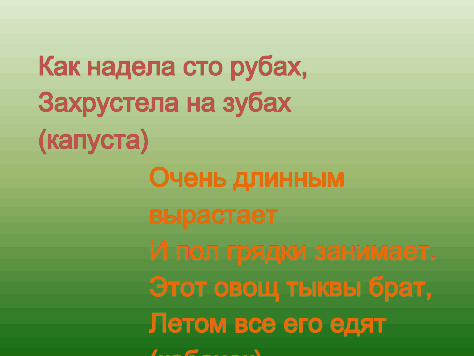 Как надела сто рубах,
Захрустела на зубах
(капуста)
Очень длинным
вырастает
И пол грядки занимает.
Этот овощ тыквы брат,
Летом все его едят